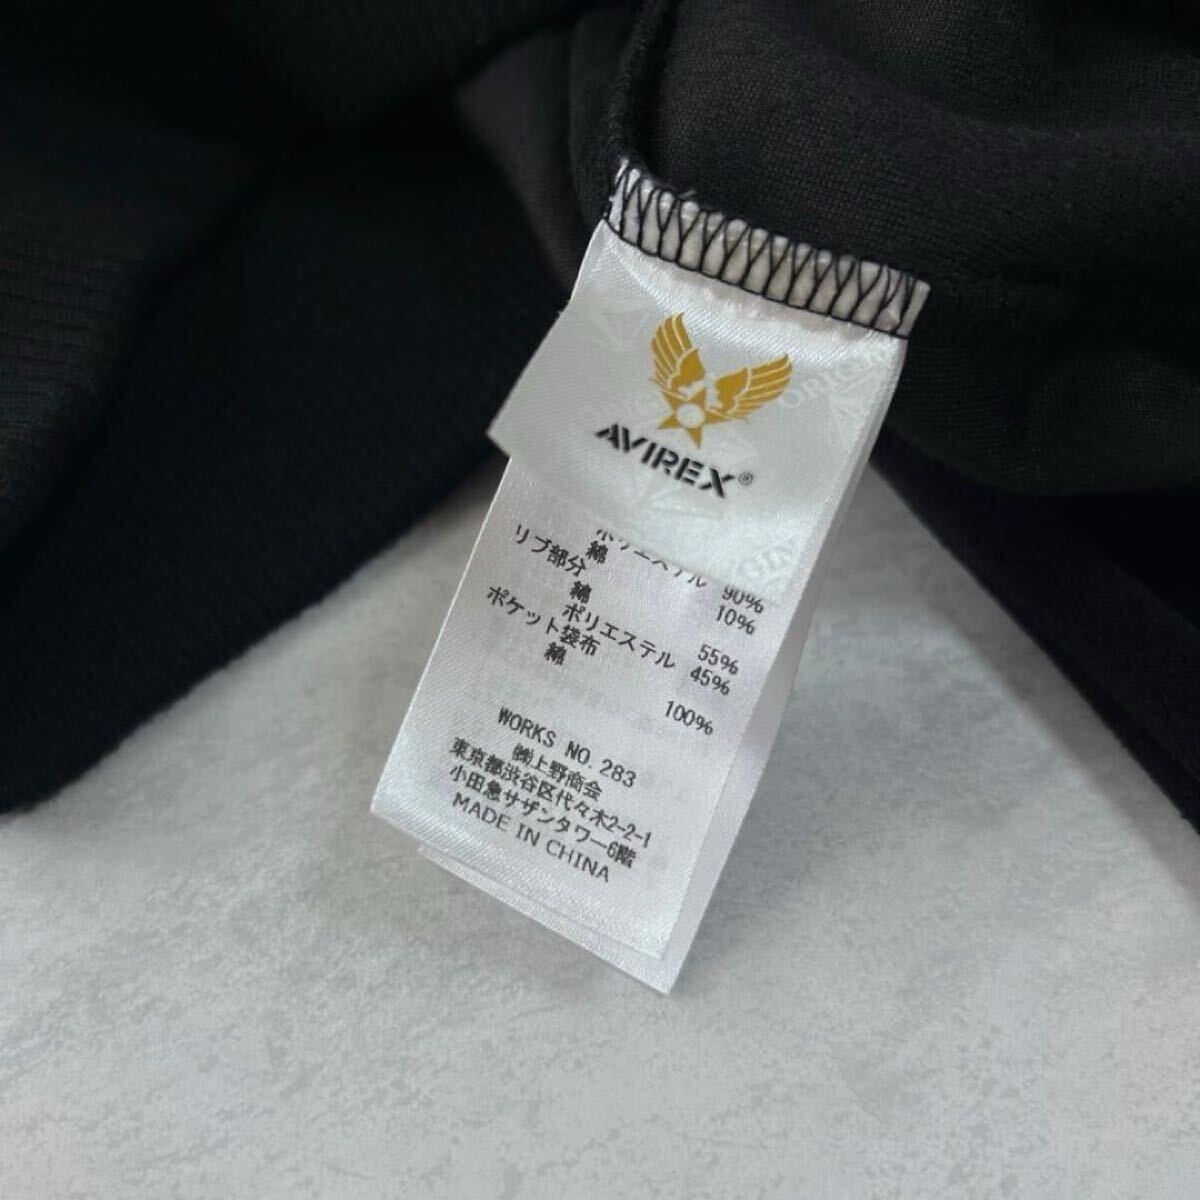 AVIREX®
ポリエステル 90%
綿 10%
リブ部分
綿 55%
ポリエステル 45%
ポケット袋布
綿 100%
WORKS NO. 283
㈱上野商会
東京都渋谷区代々木2-2-1
小田急サザンタワー6階
MADE IN CHINA